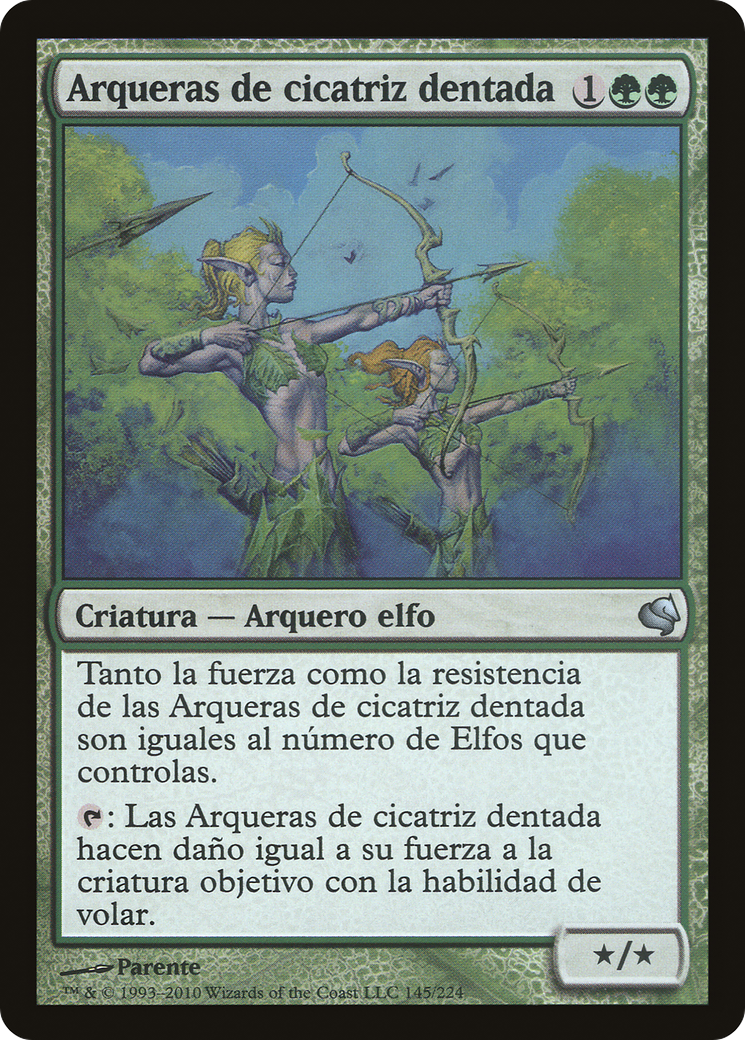 Arqueras de cicatriz dentada 1
Criatura — Arquero elfo
Tanto la fuerza como la resistencia
de las Arqueras de cicatriz dentada
son iguales al número de Elfos que
controlas.
: Las Arqueras de cicatriz dentada
hacen daño igual a su fuerza a la
criatura objetivo con la habilidad de
volar.
★/★
Parente
™ & © 1993–2010 Wizards of the Coast LLC 145/224